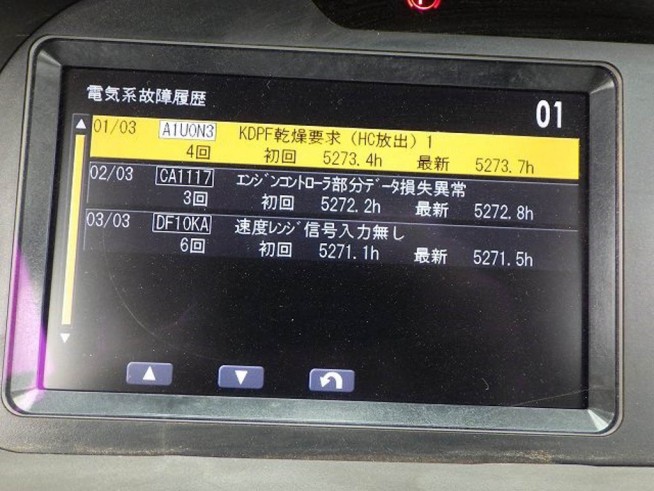 電気系故障履歴
01
01/03 A1U0N3 KDPF乾燥要求（HC放出）1
4回 初回 5273.4h 最新 5273.7h
02/03 CA1117 ｴﾝｼﾞﾝｺﾝﾄﾛｰﾗ部分ﾃﾞｰﾀ損失異常
3回 初回 5272.2h 最新 5272.8h
03/03 DF10KA 速度ﾚﾝｼﾞ信号入力無し
6回 初回 5271.1h 最新 5271.5h